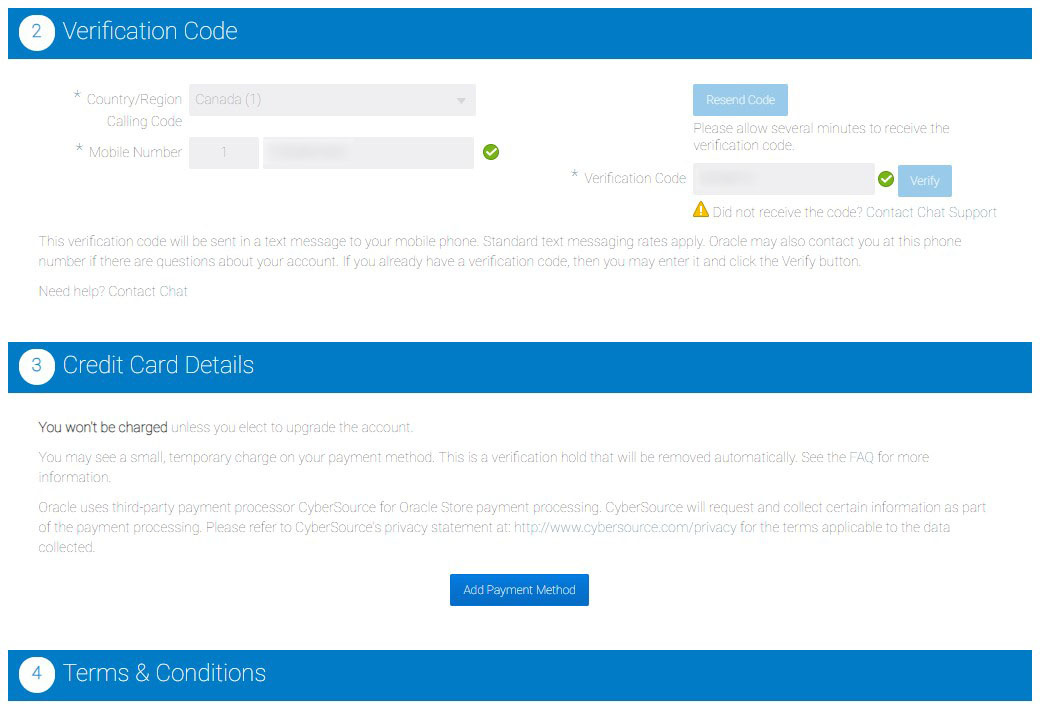 2 Verification Code
* Country/Region Calling Code
Canada (1)
* Mobile Number
1
Resend Code
Please allow several minutes to receive the
verification code.
* Verification Code
Verify
Did not receive the code? Contact Chat Support
This verification code will be sent in a text message to your mobile phone. Standard text messaging rates apply. Oracle may also contact you at this phone
number if there are questions about your account. If you already have a verification code, then you may enter it and click the Verify button.
Need help? Contact Chat
3 Credit Card Details
You won't be charged unless you elect to upgrade the account.
You may see a small, temporary charge on your payment method. This is a verification hold that will be removed automatically. See the FAQ for more
information.
Oracle uses third-party payment processor CyberSource for Oracle Store payment processing. CyberSource will request and collect certain information as part
of the payment processing. Please refer to CyberSource's privacy statement at: http://www.cybersource.com/privacy for the terms applicable to the data
collected.
Add Payment Method
4 Terms & Conditions